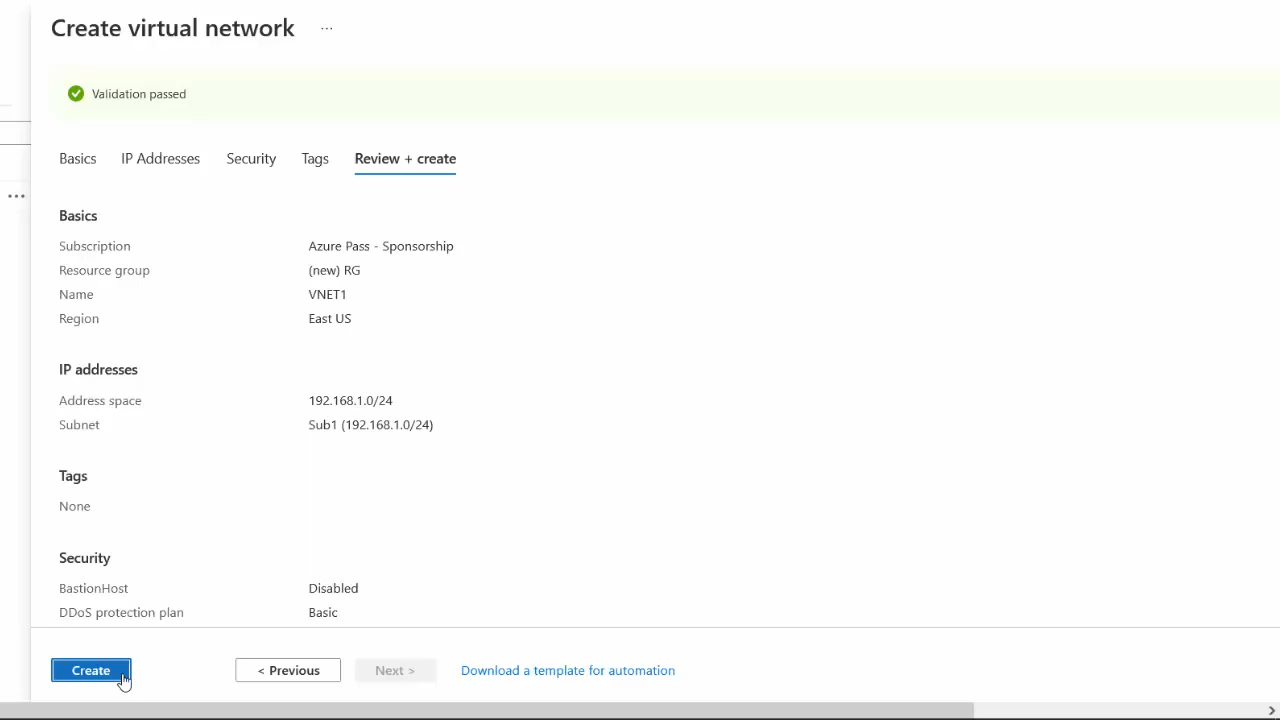 Create virtual network ...
Validation passed
Basics IP Addresses Security Tags Review + create
Basics
Subscription Azure Pass - Sponsorship
Resource group (new) RG
Name VNET1
Region East US
IP addresses
Address space 192.168.1.0/24
Subnet Sub1 (192.168.1.0/24)
Tags
None
Security
BastionHost Disabled
DDoS protection plan Basic
Create < Previous Next > Download a template for automation